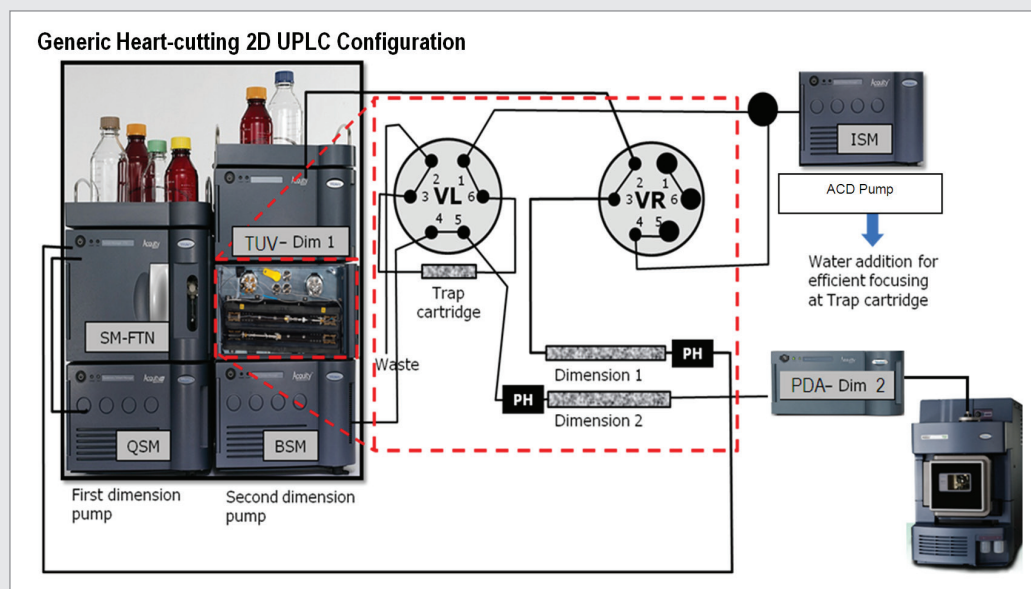 Generic Heart-cutting 2D UPLC Configuration
TUV- Dim 1
SM-FTN
QSM
BSM
First dimension
pump
Second dimension
pump
2
1
3
VL
6
4
5
Trap
cartridge
Waste
2
1
3
VR
6
4
5
PH
Dimension 1
PH
Dimension 2
ISM
ACD Pump
Water addition for
efficient focusing
at Trap cartridge
PDA- Dim 2